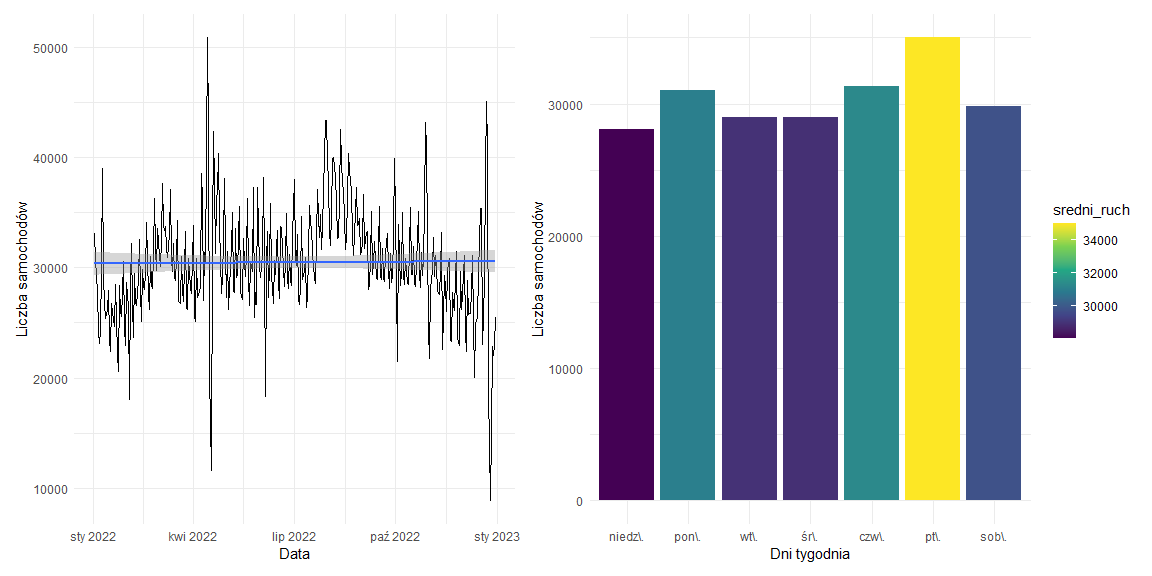 50000
40000
30000
20000
10000
Liczba samochodów
sty 2022
kwi 2022
lip 2022
paź 2022
sty 2023
Data
30000
20000
10000
0
Liczba samochodów
niedz\.
pon\.
wt\.
śr\.
czw\.
pt\.
sob\.
Dni tygodnia
sredni_ruch
34000
32000
30000